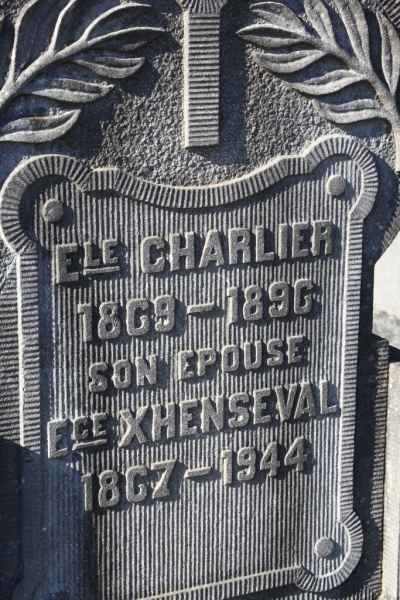 ELE CHARLIER
1869 - 1896
SON EPOUSE
ECE XHENSEVAL
1867 - 1944